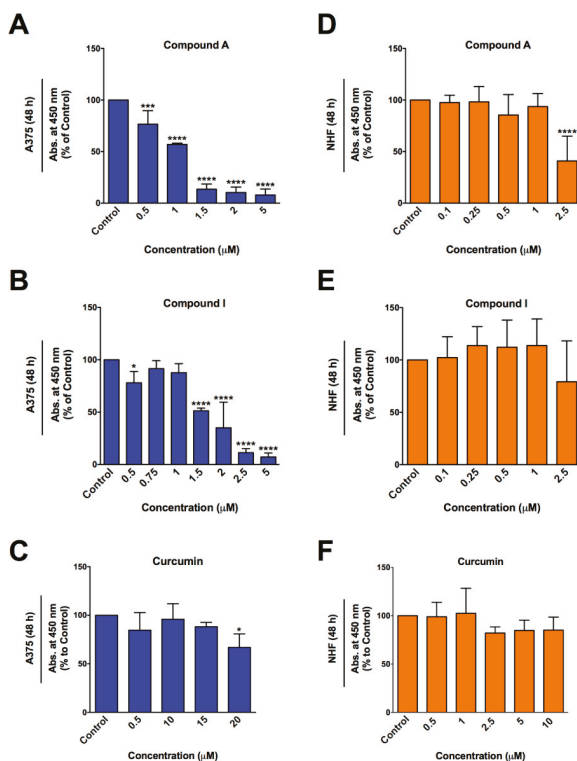 A
Compound A
A375 (48 h)
Abs. at 450 nm
(% of Control)
150
100
50
0
***
****
****
****
****
Control
0.5
1
1.5
2
5
Concentration (μM)
D
Compound A
NHF (48 h)
Abs. at 450 nm
(% of Control)
150
100
50
0
****
Control
0.1
0.25
0.5
1
2.5
Concentration (μM)
B
Compound I
A375 (48 h)
Abs. at 450 nm
(% of Control)
150
100
50
0
*
****
****
****
****
Control
0.5
0.75
1
1.5
2
2.5
5
Concentration (μM)
E
Compound I
NHF (48 h)
Abs. at 450 nm
(% of Control)
150
100
50
0
Control
0.1
0.25
0.5
1
2.5
Concentration (μM)
C
Curcumin
A375 (48 h)
Abs. at 450 nm
(% to Control)
150
100
50
0
*
Control
0.5
10
15
20
Concentration (μM)
F
Curcumin
NHF (48 h)
Abs. at 450 nm
(% to Control)
150
100
50
0
Control
0.5
1
2.5
5
10
Concentration (μM)